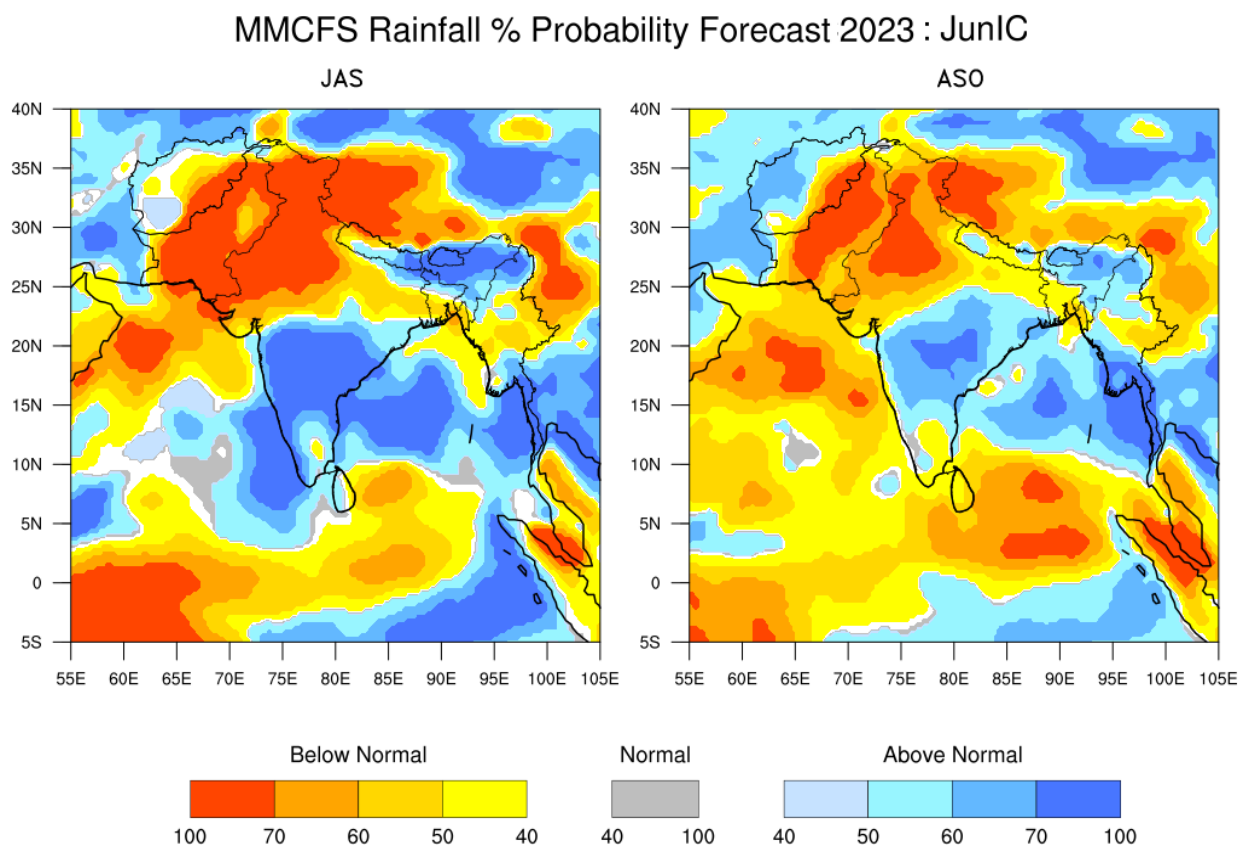 MMCFS Rainfall % Probability Forecast 2023 : JunIC
JAS
ASO
40N
35N
30N
25N
20N
15N
10N
5N
0
5S
55E 60E 65E 70E 75E 80E 85E 90E 95E 100E 105E
40N
35N
30N
25N
20N
15N
10N
5N
0
5S
55E 60E 65E 70E 75E 80E 85E 90E 95E 100E 105E
Below Normal
100 70 60 50 40
Normal
40 100
Above Normal
40 50 60 70 100